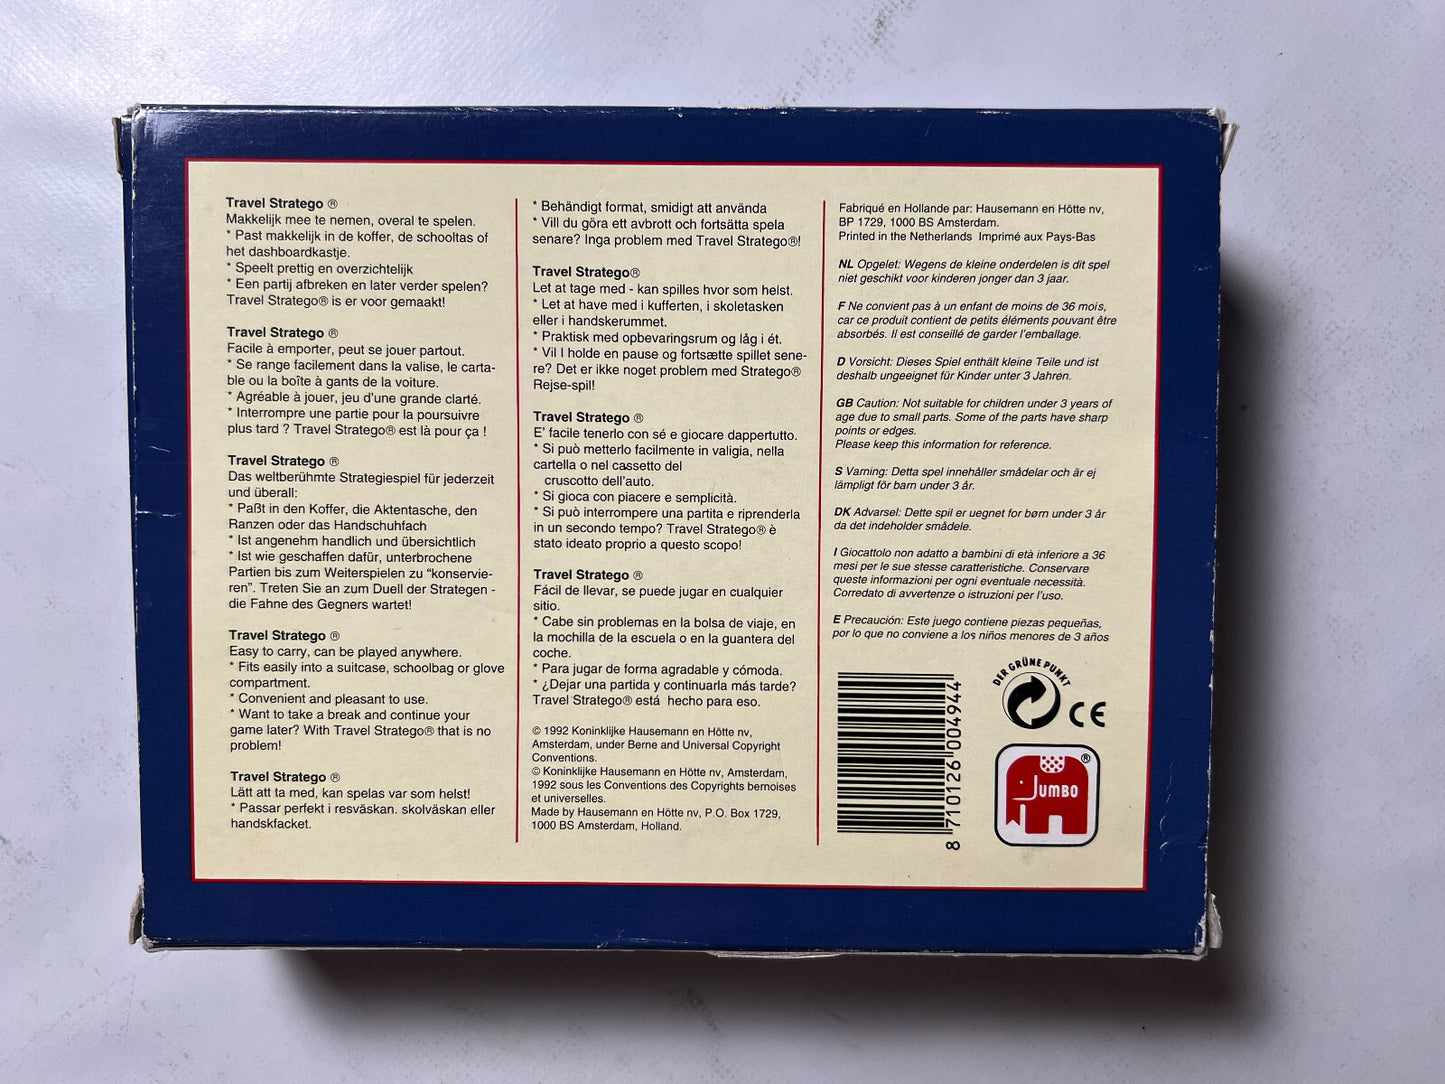 Travel Stratego ®
Makkelijk mee te nemen, overal te spelen.
* Past makkelijk in de koffer, de schooltas of
het dashboardkastje.
* Speelt prettig en overzichtelijk
* Een partij afbreken en later verder spelen?
Travel Stratego® is er voor gemaakt!
Travel Stratego ®
Facile à emporter, peut se jouer partout.
* Se range facilement dans la valise, le carta-
ble ou la boîte à gants de la voiture.
* Agréable à jouer, jeu d'une grande clarté.
* Interrompre une partie pour la poursuivre
plus tard ? Travel Stratego® est là pour ça !
Travel Stratego ®
Das weltberühmte Strategiespiel für jederzeit
und überall:
* Paßt in den Koffer, die Aktentasche, den
Ranzen oder das Handschuhfach
* Ist angenehm handlich und übersichtlich
* Ist wie geschaffen dafür, unterbrochene
Partien bis zum Weiterspielen zu "konservie-
ren". Treten Sie an zum Duell der Strategen -
die Fahne des Gegners wartet!
Travel Stratego ®
Easy to carry, can be played anywhere.
* Fits easily into a suitcase, schoolbag or glove
compartment.
* Convenient and pleasant to use.
* Want to take a break and continue your
game later? With Travel Stratego® that is no
problem!
Travel Stratego ®
Lätt att ta med, kan spelas var som helst!
* Passar perfekt i resväskan. skolväskan eller
handskfacket.
* Behändigt format, smidigt att använda
* Vill du göra ett avbrott och fortsätta spela
senare? Inga problem med Travel Stratego®!
Travel Stratego®
Let at tage med - kan spilles hvor som helst.
* Let at have med i kufferten, i skoletasken
eller i handskerummet.
* Praktisk med opbevaringsrum og låg i ét.
* Vil I holde en pause og fortsætte spillet sene-
re? Det er ikke noget problem med Stratego®
Rejse-spil!
Travel Stratego ®
E' facile tenerlo con sé e giocare dappertutto.
* Si può metterlo facilmente in valigia, nella
cartella o nel cassetto del
cruscotto dell'auto.
* Si gioca con piacere e semplicità.
* Si può interrompere una partita e riprenderla
in un secondo tempo? Travel Stratego® è
stato ideato proprio a questo scopo!
Travel Stratego ®
Fácil de llevar, se puede jugar en cualquier
sitio.
* Cabe sin problemas en la bolsa de viaje, en
la mochilla de la escuela o en la guantera del
coche.
* Para jugar de forma agradable y cómoda.
* ¿Dejar una partida y continuarla más tarde?
Travel Stratego® está hecho para eso.
© 1992 Koninklijke Hausemann en Hötte nv,
Amsterdam, under Berne and Universal Copyright
Conventions.
© Koninklijke Hausemann en Hötte nv, Amsterdam,
1992 sous les Conventions des Copyrights bernoises
et universelles.
Made by Hausemann en Hötte nv, P.O. Box 1729,
1000 BS Amsterdam, Holland.
Fabriqué en Hollande par: Hausemann en Hötte nv,
BP 1729, 1000 BS Amsterdam.
Printed in the Netherlands Imprimé aux Pays-Bas
NL Opgelet: Wegens de kleine onderdelen is dit spel
niet geschikt voor kinderen jonger dan 3 jaar.
F Ne convient pas à un enfant de moins de 36 mois,
car ce produit contient de petits éléments pouvant être
absorbés. Il est conseillé de garder l'emballage.
D Vorsicht: Dieses Spiel enthält kleine Teile und ist
deshalb ungeeignet für Kinder unter 3 Jahren.
GB Caution: Not suitable for children under 3 years of
age due to small parts. Some of the parts have sharp
points or edges.
Please keep this information for reference.
S Varning: Detta spel innehåller smådelar och är ej
lämpligt för barn under 3 år.
DK Advarsel: Dette spil er uegnet for børn under 3 år
da det indeholder smådele.
I Giocattolo non adatto a bambini di età inferiore a 36
mesi per le sue stesse caratteristiche. Conservare
queste informazioni per ogni eventuale necessità.
Corredato di avvertenze o istruzioni per l'uso.
E Precaución: Este juego contiene piezas pequeñas,
por lo que no conviene a los niños menores de 3 años
8 710126 004944
DER GRÜNE PUNKT
CE
JUMBO ®